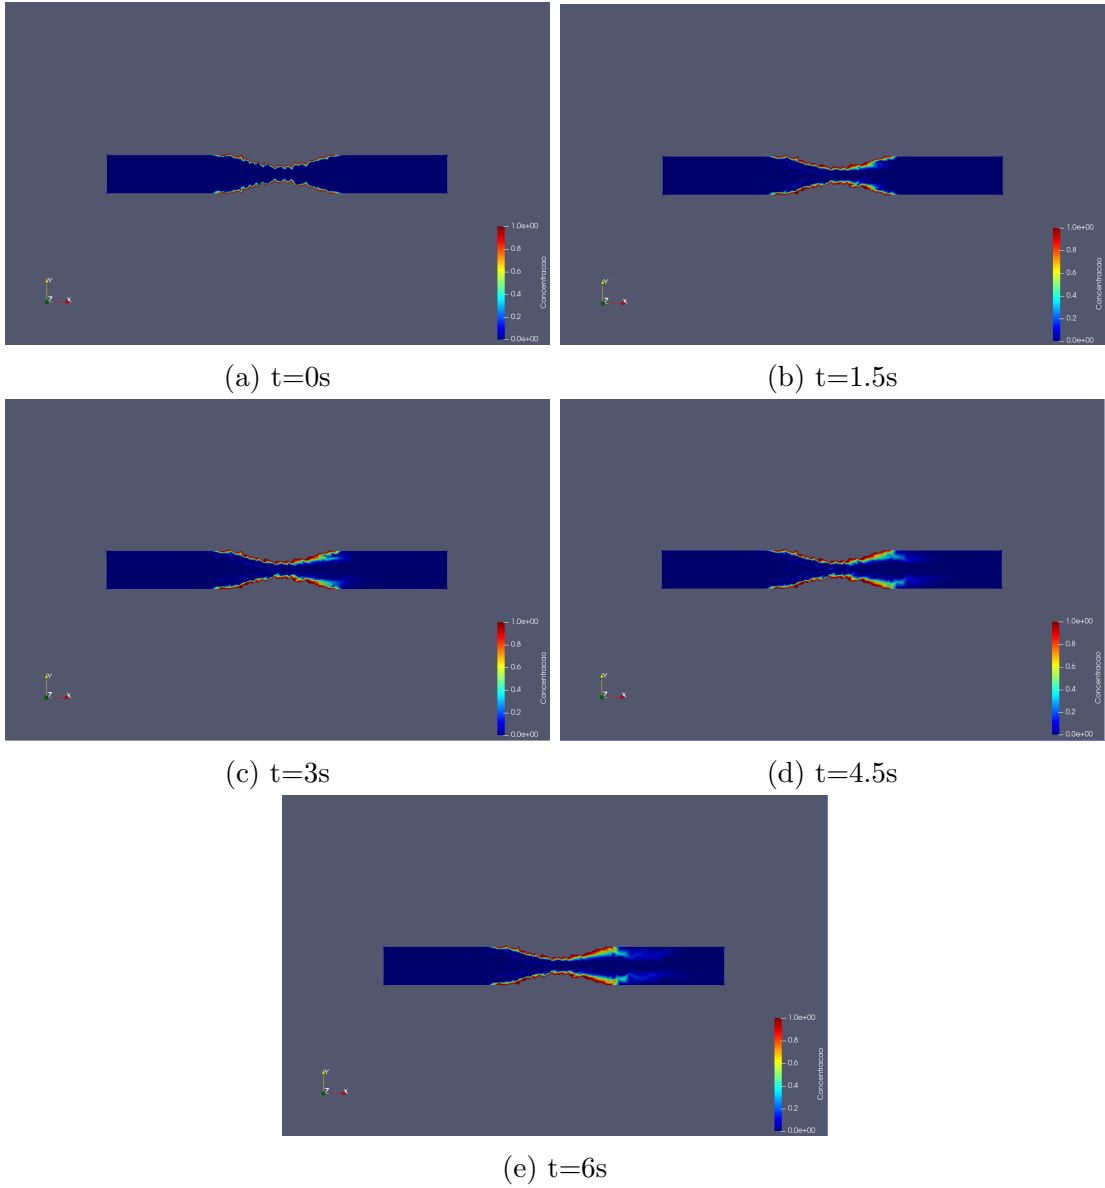 1.0e+00
0.8
0.6
0.4
0.2
0.0e+00
Concentracao
Y
Z
X
(a) t=0s
1.0e+00
0.8
0.6
0.4
0.2
0.0e+00
Concentracao
Y
Z
X
(b) t=1.5s
1.0e+00
0.8
0.6
0.4
0.2
0.0e+00
Concentracao
Y
Z
X
(c) t=3s
1.0e+00
0.8
0.6
0.4
0.2
0.0e+00
Concentracao
Y
Z
X
(d) t=4.5s
1.0e+00
0.8
0.6
0.4
0.2
0.0e+00
Concentracao
Y
Z
X
(e) t=6s